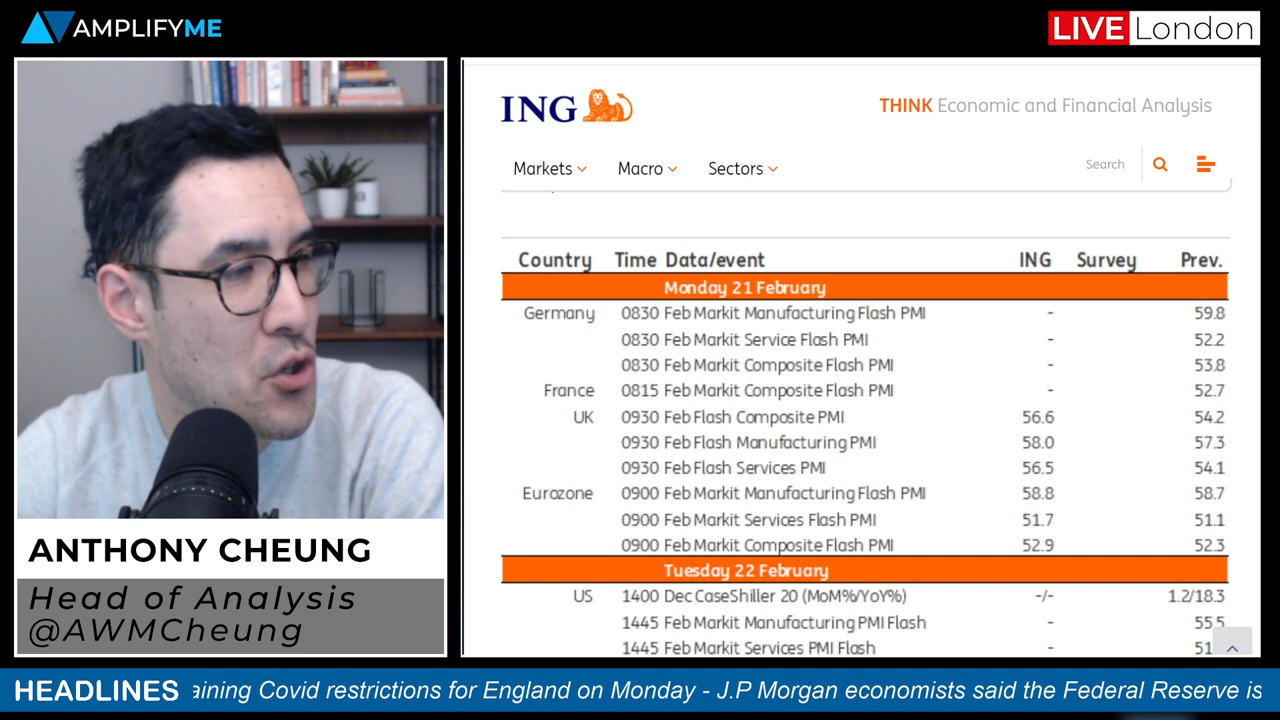 AMPLIFYME
LIVE London
ING
THINK Economic and Financial Analysis
Markets Macro Sectors Search
Country Time Data/event ING Survey Prev.
Monday 21 February
Germany 0830 Feb Markit Manufacturing Flash PMI - 59.8
0830 Feb Markit Service Flash PMI - 52.2
0830 Feb Markit Composite Flash PMI - 53.8
France 0815 Feb Markit Composite Flash PMI - 52.7
UK 0930 Feb Flash Composite PMI 56.6 54.2
0930 Feb Flash Manufacturing PMI 58.0 57.3
0930 Feb Flash Services PMI 56.5 54.1
Eurozone 0900 Feb Markit Manufacturing Flash PMI 58.8 58.7
0900 Feb Markit Services Flash PMI 51.7 51.1
0900 Feb Markit Composite Flash PMI 52.9 52.3
Tuesday 22 February
US 1400 Dec CaseShiller 20 (MoM%/YoY%) -/- 1.2/18.3
1445 Feb Markit Manufacturing PMI Flash - 55.5
1445 Feb Markit Services PMI Flash - 51
ANTHONY CHEUNG
Head of Analysis
@AWMCheung
HEADLINES aining Covid restrictions for England on Monday - J.P Morgan economists said the Federal Reserve is